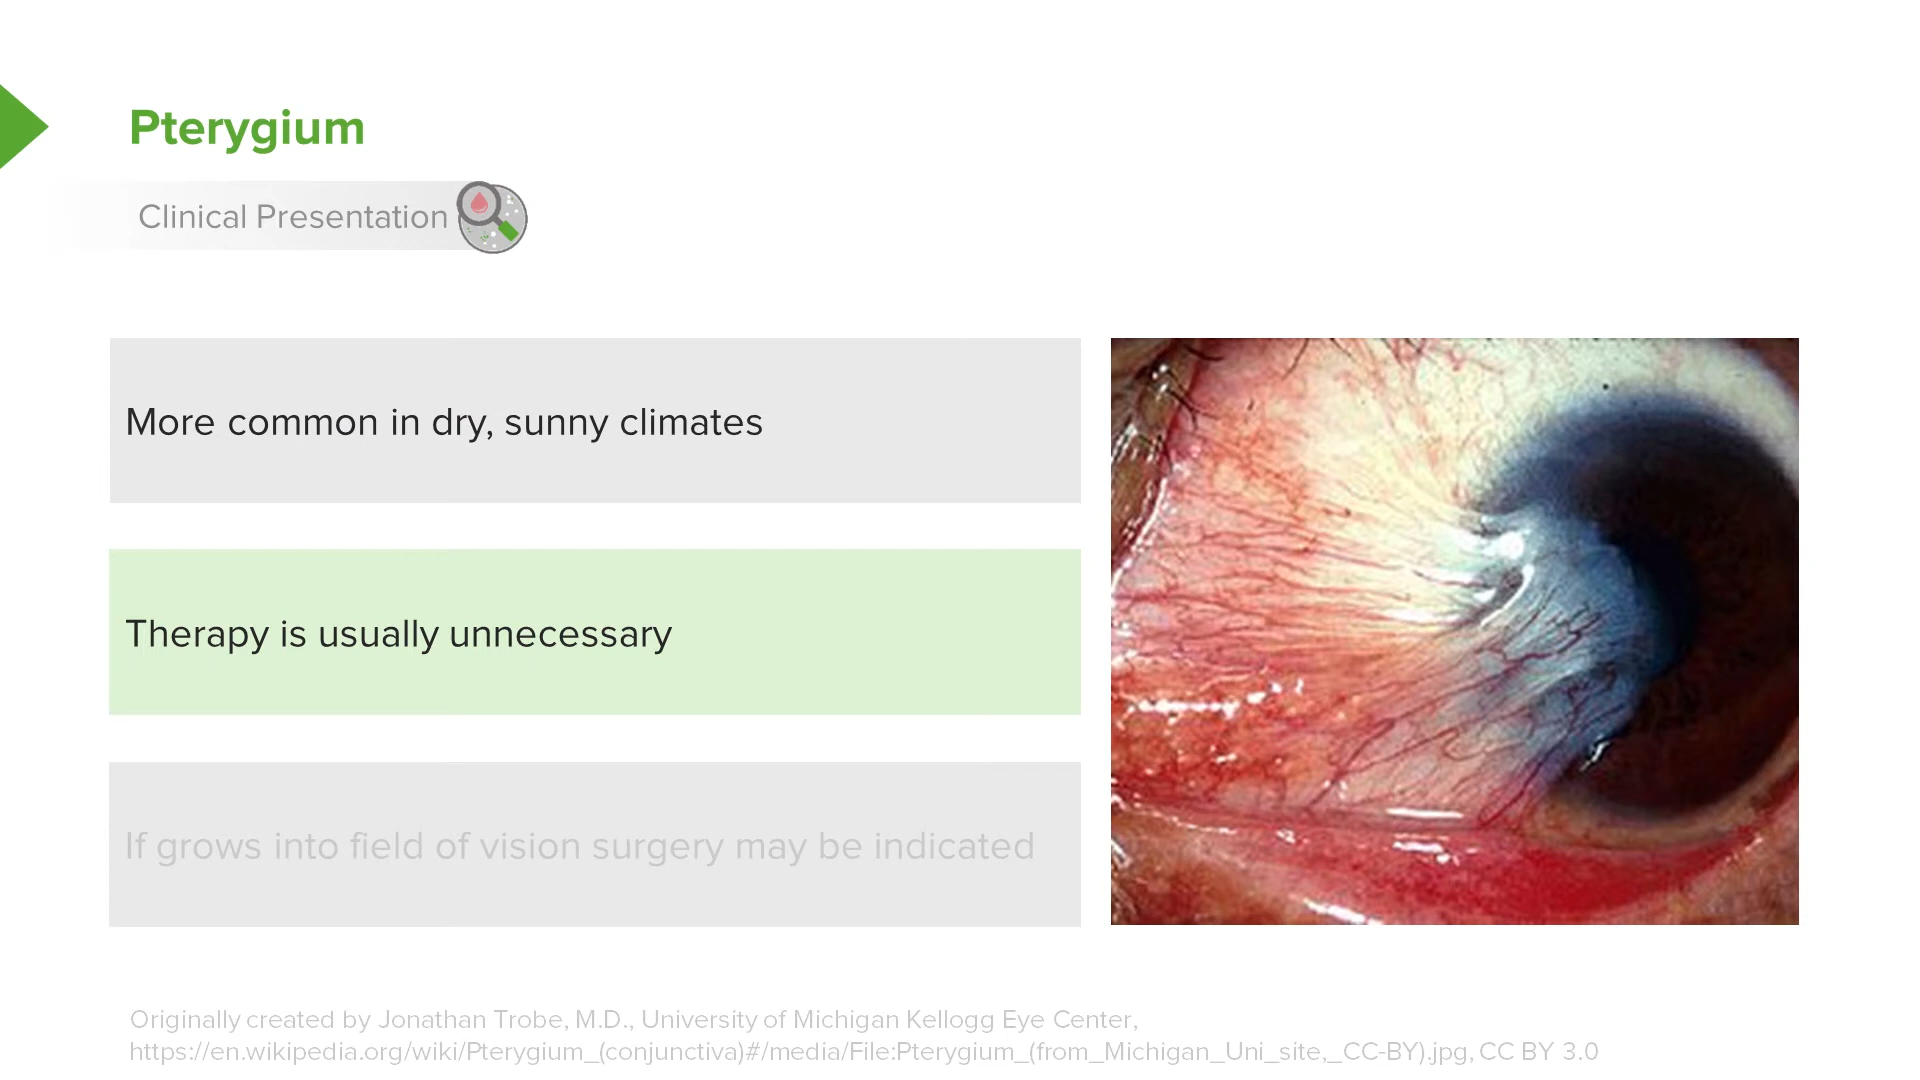 Pterygium
Clinical Presentation
More common in dry, sunny climates
Therapy is usually unnecessary
If grows into field of vision surgery may be indicated
Originally created by Jonathan Trobe, M.D., University of Michigan Kellogg Eye Center,
https://en.wikipedia.org/wiki/Pterygium_(conjunctiva)#/media/File:Pterygium_(from_Michigan_Uni_site,_CC-BY).jpg, CC BY 3.0